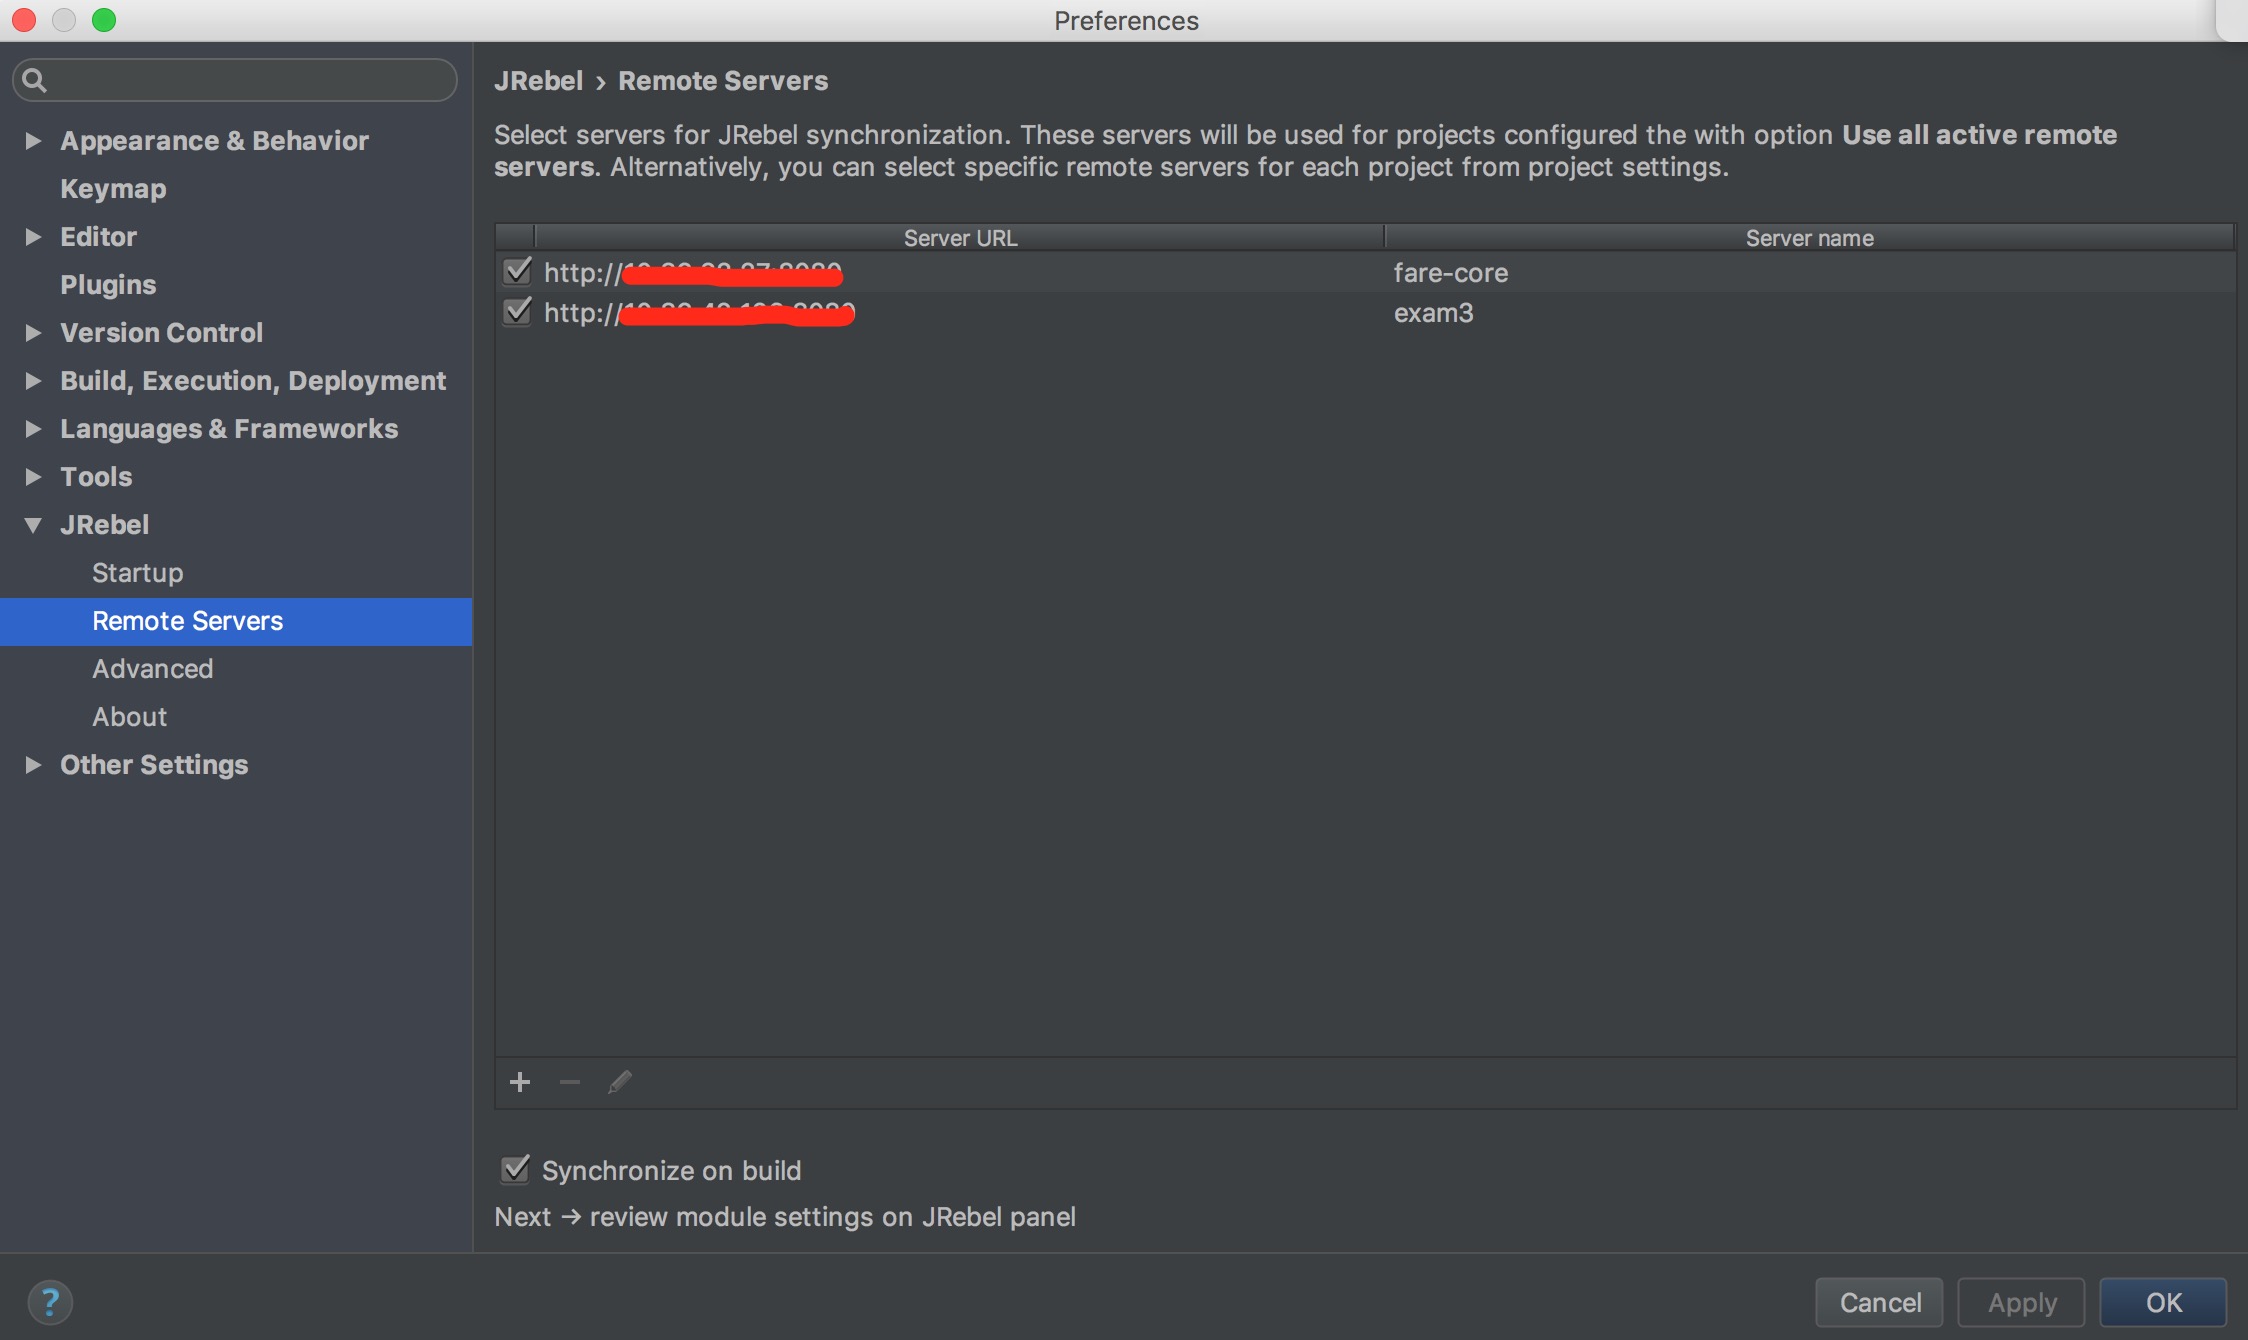 Preferences
JRebel › Remote Servers
Select servers for JRebel synchronization. These servers will be used for projects configured the with option Use all active remote
servers. Alternatively, you can select specific remote servers for each project from project settings.
Appearance & Behavior
Keymap
Editor
Plugins
Version Control
Build, Execution, Deployment
Languages & Frameworks
Tools
JRebel
Startup
Remote Servers
Advanced
About
Other Settings
Server URL Server name
http:// fare-core
http:// exam3
Synchronize on build
Next → review module settings on JRebel panel
?
Cancel Apply OK